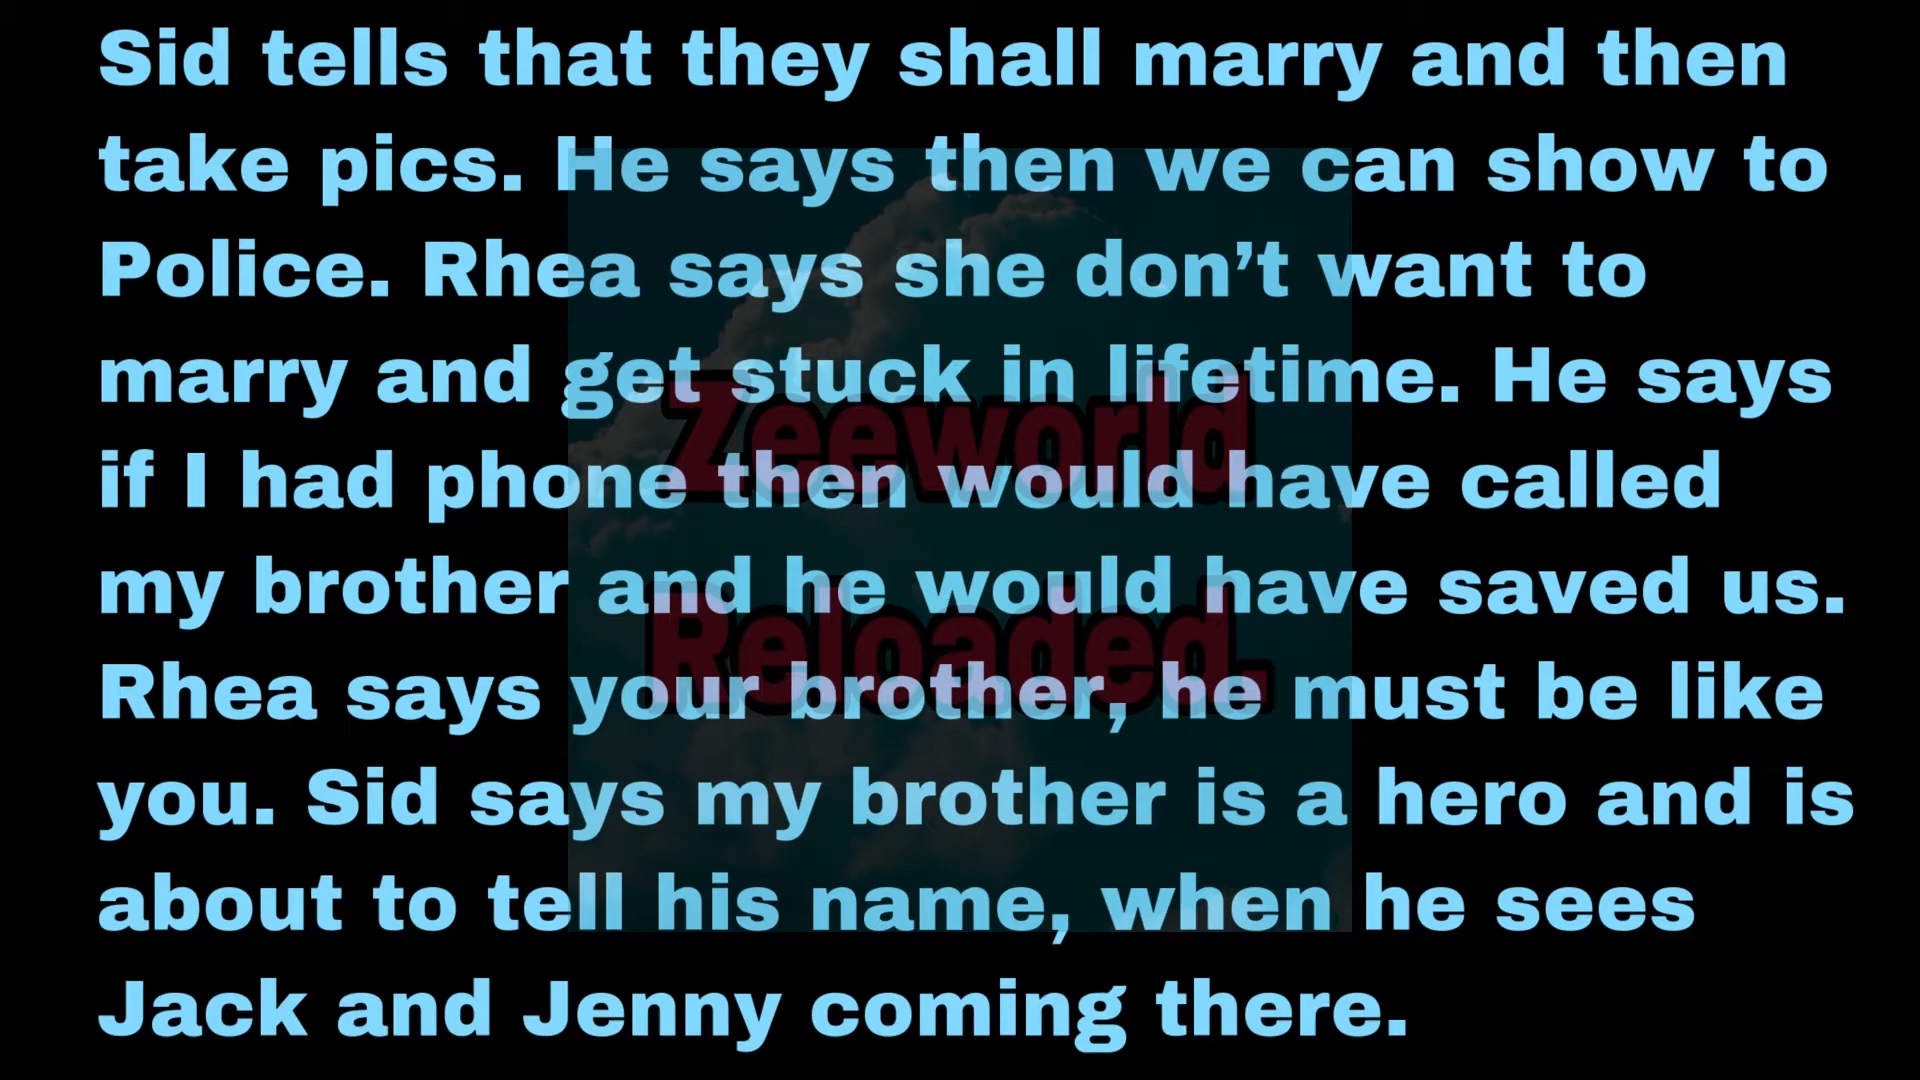 Sid tells that they shall marry and then
take pics. He says then we can show to
Police. Rhea says she don’t want to
marry and get stuck in lifetime. He says
if I had phone then would have called
my brother and he would have saved us.
Rhea says your brother, he must be like
you. Sid says my brother is a hero and is
about to tell his name, when he sees
Jack and Jenny coming there.
Zeeworld
Reloaded.